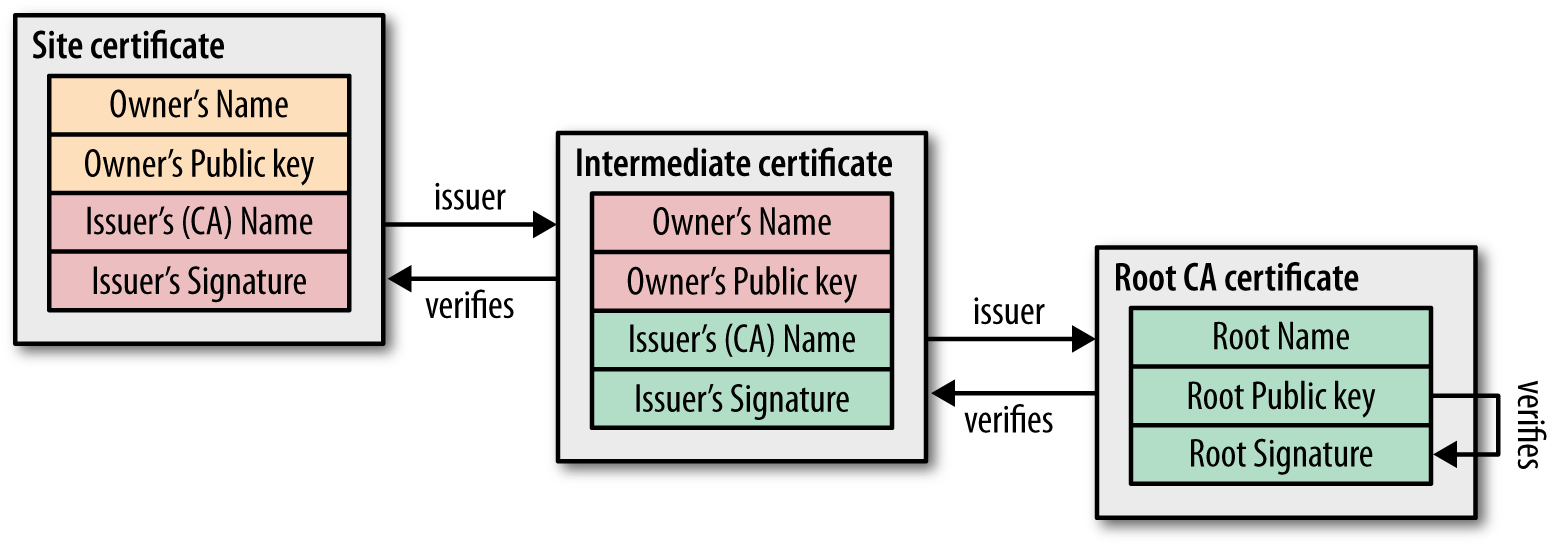 Site certificate
Owner’s Name
Owner’s Public key
Issuer’s (CA) Name
Issuer’s Signature
issuer
verifies
Intermediate certificate
Owner’s Name
Owner’s Public key
Issuer’s (CA) Name
Issuer’s Signature
issuer
verifies
Root CA certificate
Root Name
Root Public key
Root Signature
verifies